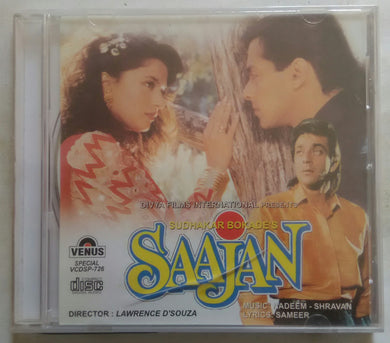 DIVYA FILMS INTERNATIONAL PRESENTS
SUDHAKAR BOKADE'S
SAAJAN
VENUS
SPECIAL
VCDSP-726
disc
MUSIC NADEEM - SHRAVAN
LYRICS: SAMEER
DIRECTOR : LAWRENCE D'SOUZA